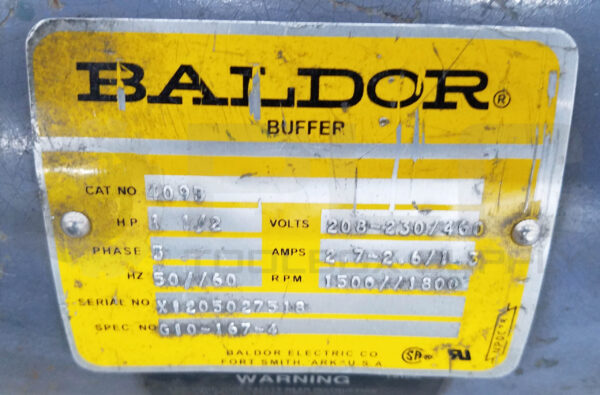 BALDOR®
BUFFER
CAT NO 4095
H.P. 1 1/2 VOLTS 208-230/460
PHASE 3 AMPS 2.7-2.6/1.3
HZ 50//60 RPM 1500//1800
SERIAL NO X1205027518
SPEC. NO G10-167-4
BALDOR ELECTRIC CO
FORT SMITH, ARK. U.S.A
WARNING